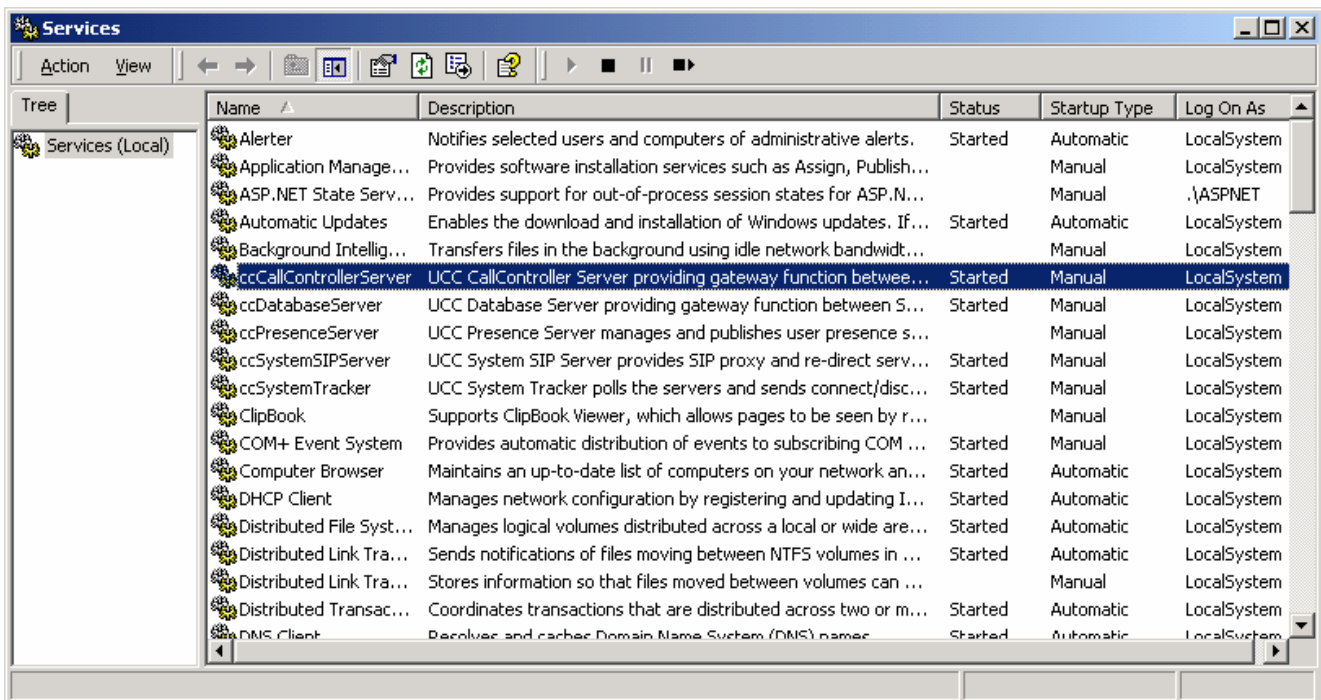 Services
Action View
Tree
Name Description Status Startup Type Log On As
Services (Local)
Alerter Notifies selected users and computers of administrative alerts. Started Automatic LocalSystem
Application Manage... Provides software installation services such as Assign, Publish... Manual LocalSystem
ASP.NET State Serv... Provides support for out-of-process session states for ASP.N... Manual .\ASPNET
Automatic Updates Enables the download and installation of Windows updates. If... Started Automatic LocalSystem
Background Intellig... Transfers files in the background using idle network bandwidt... Manual LocalSystem
ccCallControllerServer UCC CallController Server providing gateway function betwee... Started Manual LocalSystem
ccDatabaseServer UCC Database Server providing gateway function between S... Started Manual LocalSystem
ccPresenceServer UCC Presence Server manages and publishes user presence s... Manual LocalSystem
ccSystemSIPServer UCC System SIP Server provides SIP proxy and re-direct serv... Started Manual LocalSystem
ccSystemTracker UCC System Tracker polls the servers and sends connect/disc... Started Manual LocalSystem
ClipBook Supports ClipBook Viewer, which allows pages to be seen by r... Manual LocalSystem
COM+ Event System Provides automatic distribution of events to subscribing COM ... Started Manual LocalSystem
Computer Browser Maintains an up-to-date list of computers on your network an... Started Automatic LocalSystem
DHCP Client Manages network configuration by registering and updating I... Started Automatic LocalSystem
Distributed File Syst... Manages logical volumes distributed across a local or wide are... Started Automatic LocalSystem
Distributed Link Tra... Sends notifications of files moving between NTFS volumes in ... Started Automatic LocalSystem
Distributed Link Tra... Stores information so that files moved between volumes can ... Manual LocalSystem
Distributed Transac... Coordinates transactions that are distributed across two or m... Started Automatic LocalSystem
DNS Client Resolves and caches Domain Name System (DNS) names. Started Automatic LocalSystem